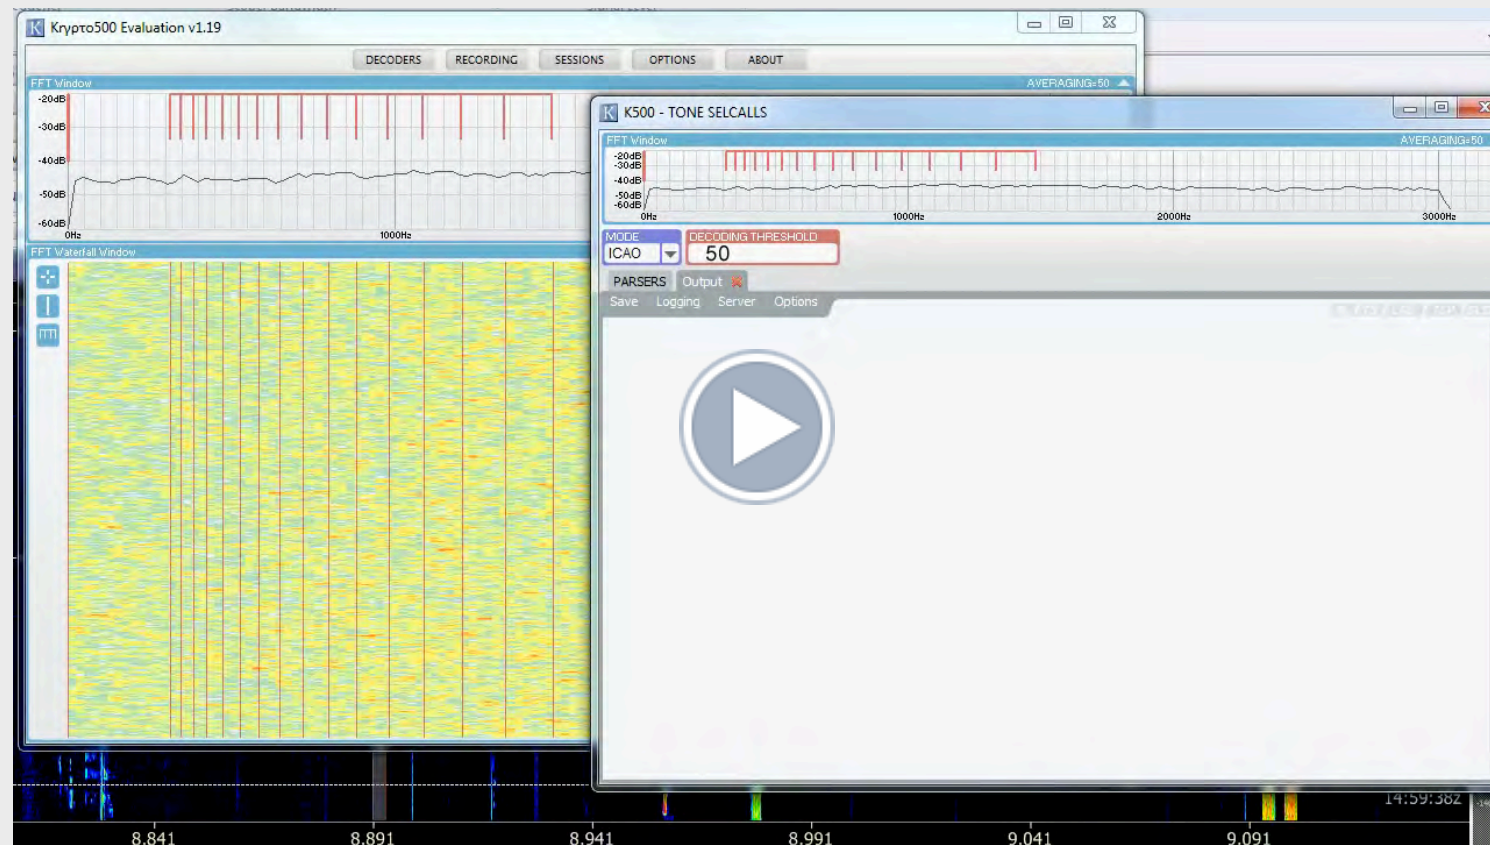 Krypto500 Evaluation v1.19
DECODERS RECORDING SESSIONS OPTIONS ABOUT
FFT Window AVERAGING=50
-20dB
-30dB
-40dB
-50dB
-60dB
0Hz 1000Hz
FFT Waterfall Window
K500 - TONE SELCALLS
FFT Window AVERAGING=50
-20dB
-30dB
-40dB
-50dB
-60dB
0Hz 1000Hz 2000Hz 3000Hz
MODE DECODING THRESHOLD
ICAO 50
PARSERS Output
Save Logging Server Options
14:59:38z
8.841 8.891 8.941 8.991 9.041 9.091